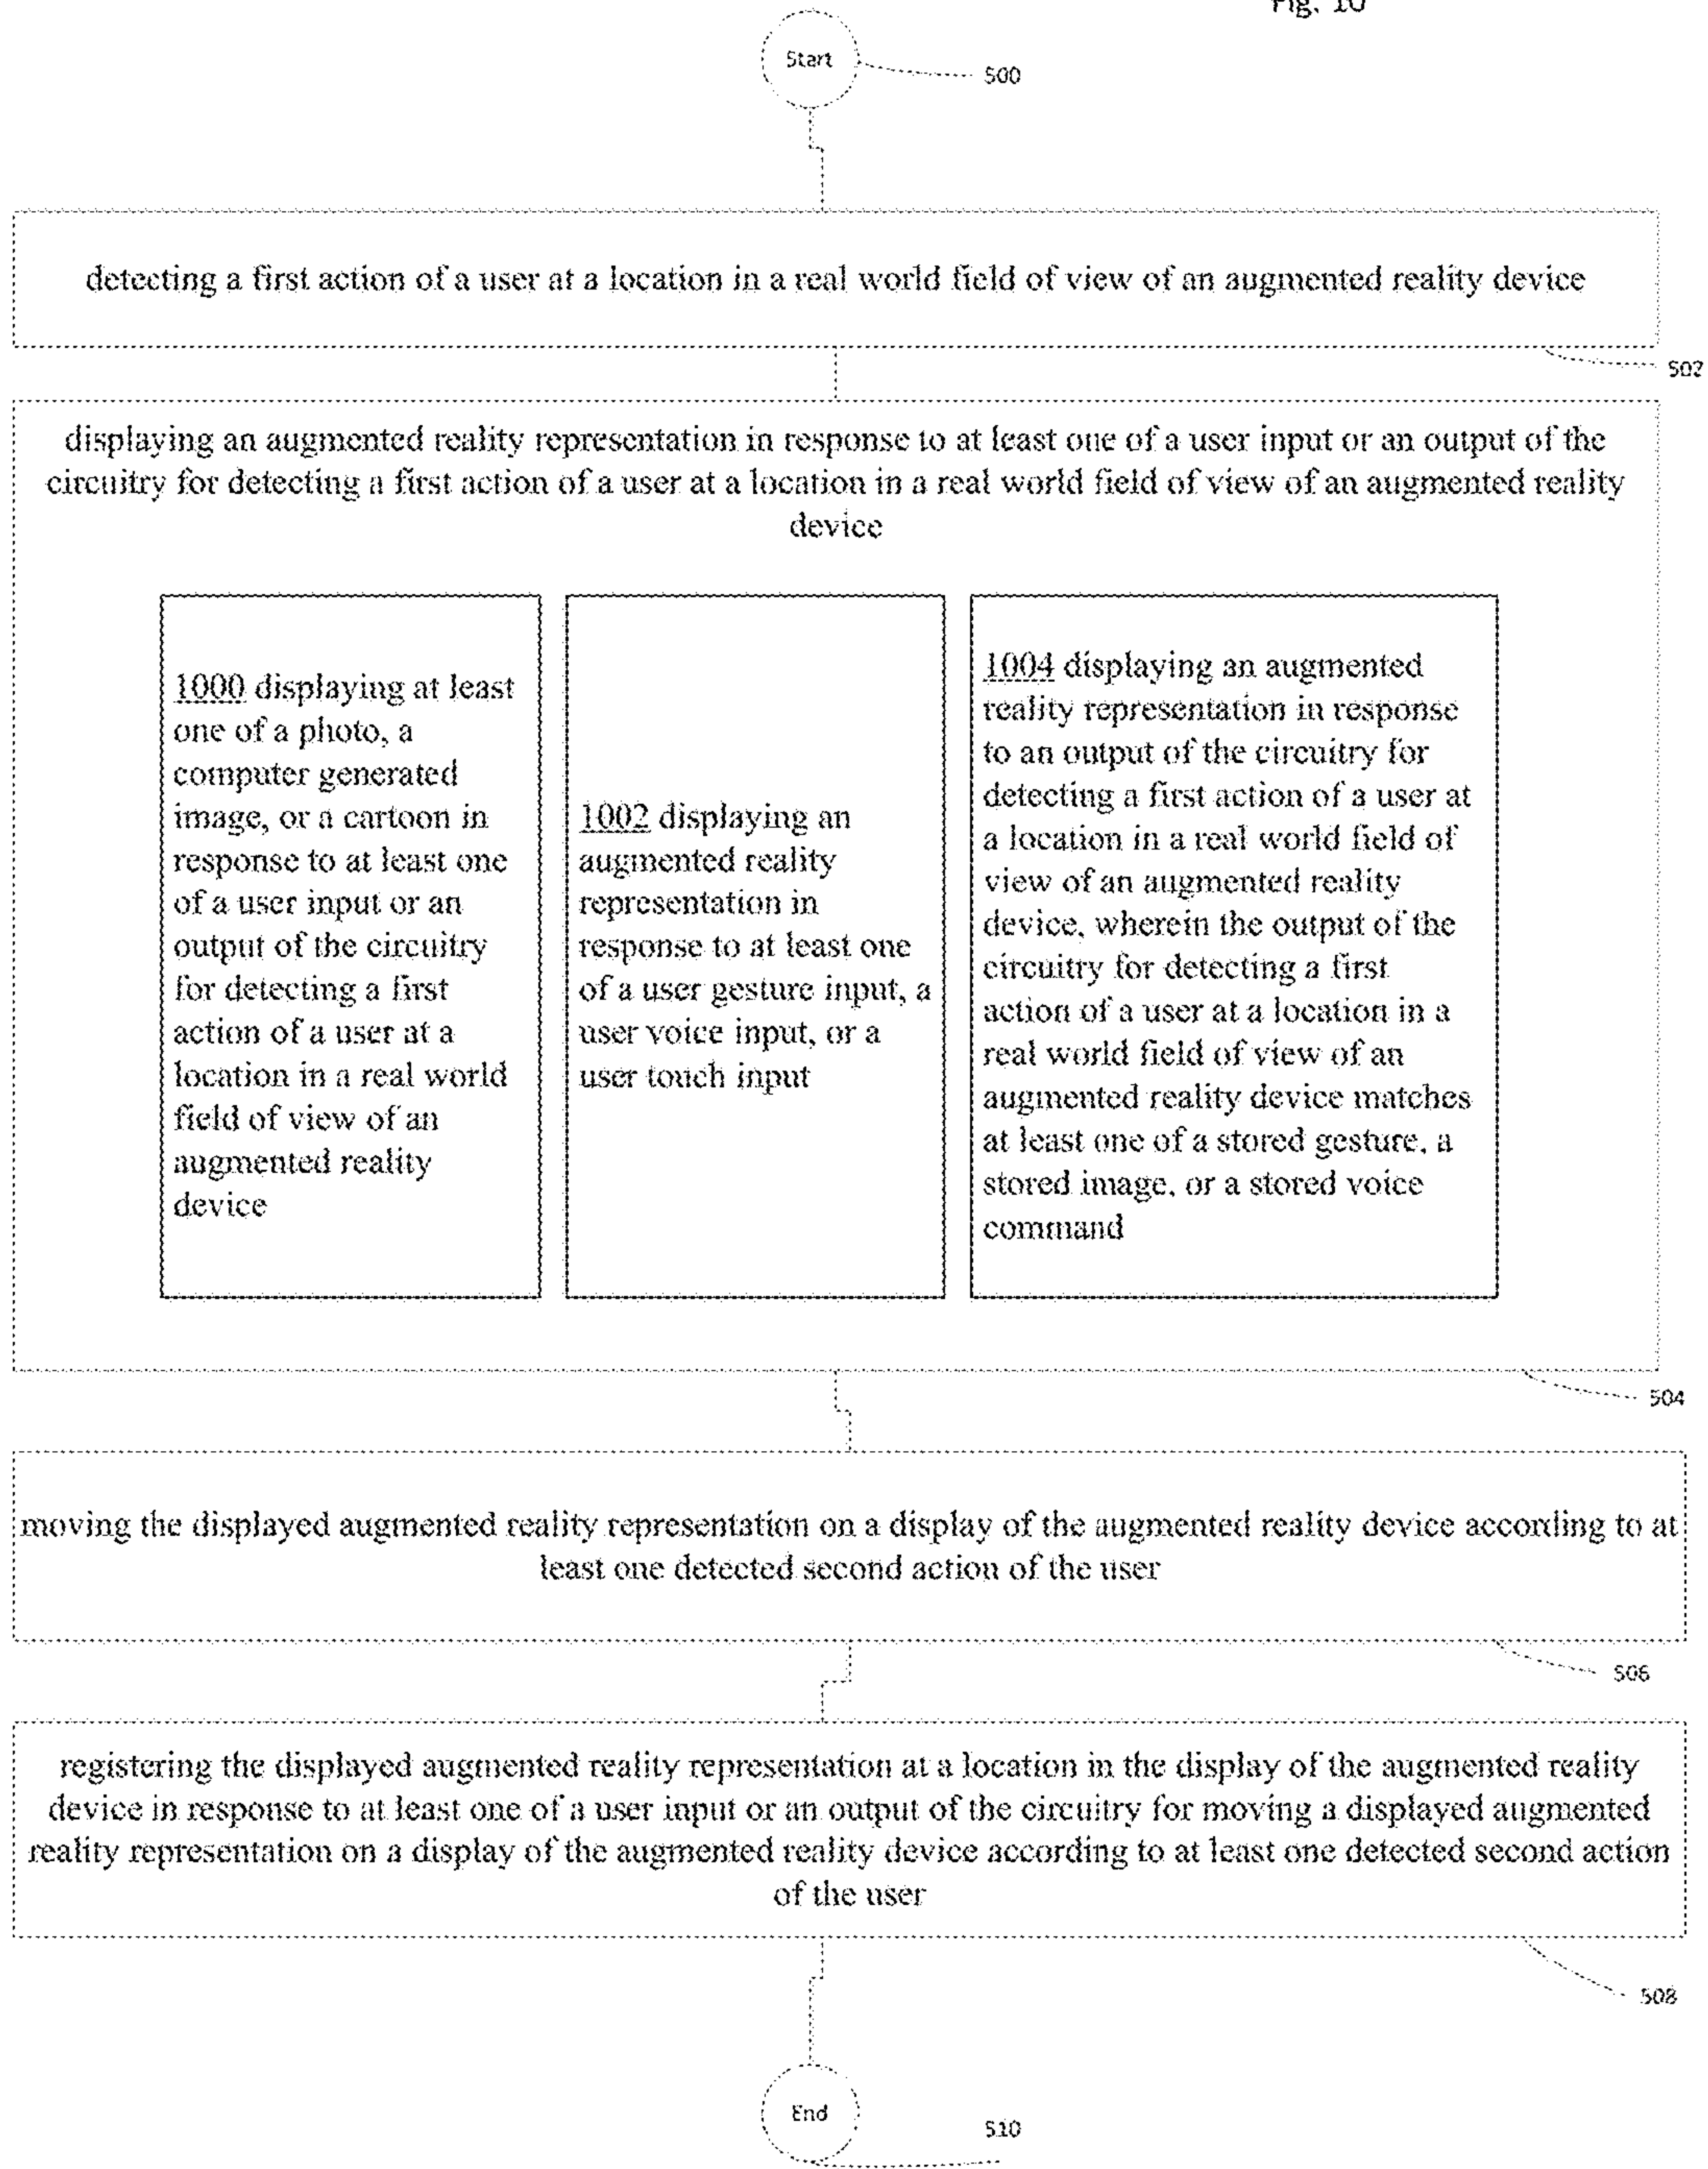 Fig. 10
Start
500
detecting a first action of a user at a location in a real world field of view of an augmented reality device
502
displaying an augmented reality representation in response to at least one of a user input or an output of the
circuitry for detecting a first action of a user at a location in a real world field of view of an augmented reality
device
1000 displaying at least
one of a photo, a
computer generated
image, or a cartoon in
response to at least one
of a user input or an
output of the circuitry
for detecting a first
action of a user at a
location in a real world
field of view of an
augmented reality
device
1002 displaying an
augmented reality
representation in
response to at least one
of a user gesture input, a
user voice input, or a
user touch input
1004 displaying an augmented
reality representation in response
to an output of the circuitry for
detecting a first action of a user at
a location in a real world field of
view of an augmented reality
device, wherein the output of the
circuitry for detecting a first
action of a user at a location in a
real world field of view of an
augmented reality device matches
at least one of a stored gesture, a
stored image, or a stored voice
command
504
moving the displayed augmented reality representation on a display of the augmented reality device according to at
least one detected second action of the user
506
registering the displayed augmented reality representation at a location in the display of the augmented reality
device in response to at least one of a user input or an output of the circuitry for moving a displayed augmented
reality representation on a display of the augmented reality device according to at least one detected second action
of the user
508
End
510